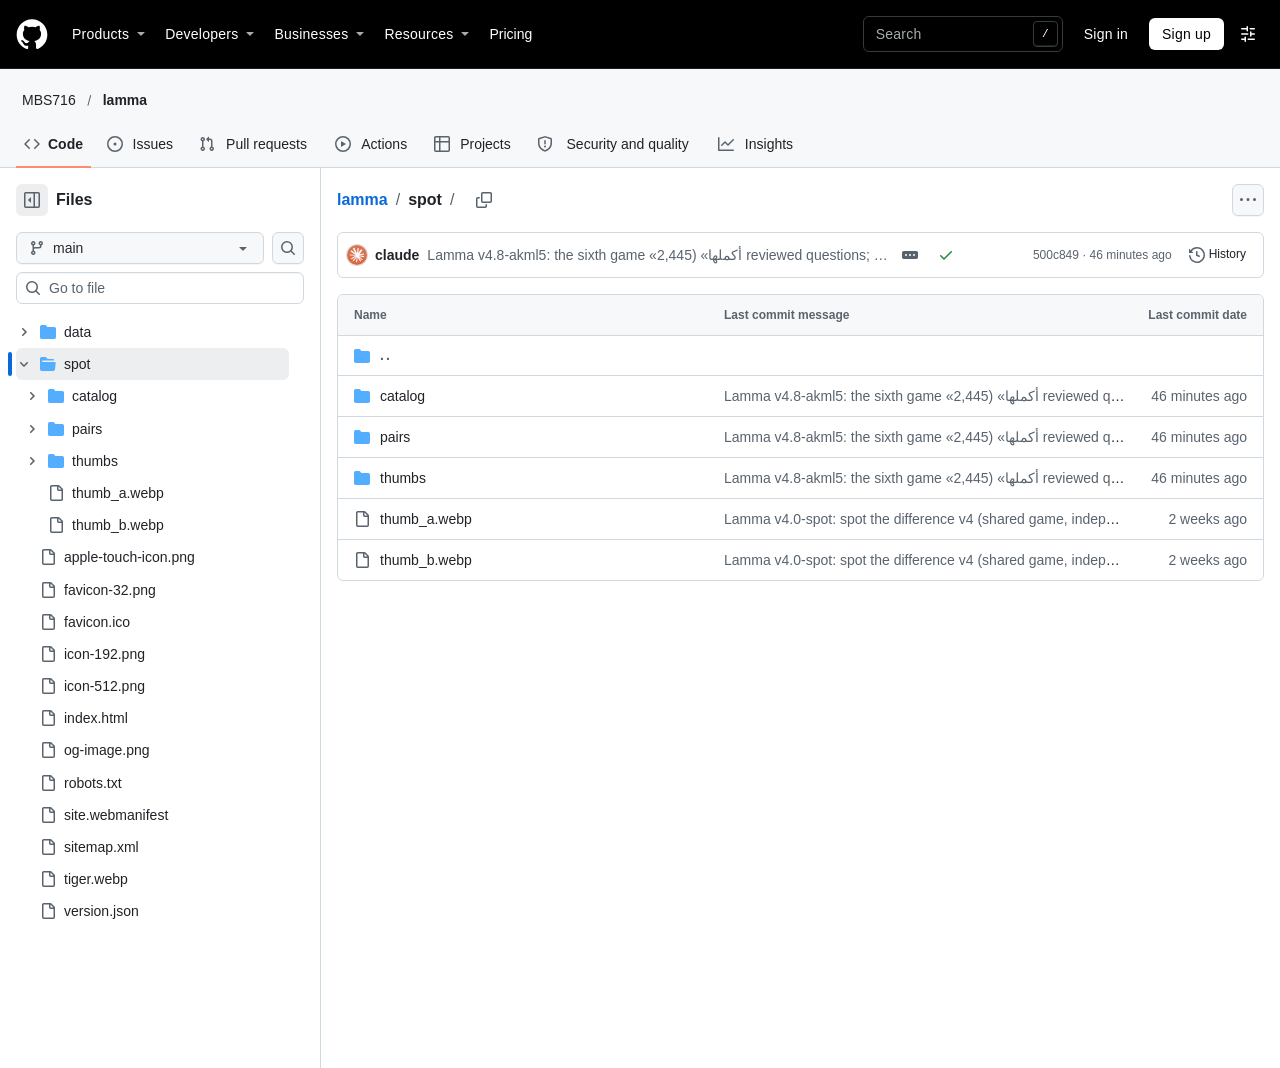 Products Developers Businesses Resources Pricing Search / Sign in Sign up
MBS716 / lamma
Code Issues Pull requests Actions Projects Security and quality Insights
Files
main
Go to file
data
spot
catalog
pairs
thumbs
thumb_a.webp
thumb_b.webp
apple-touch-icon.png
favicon-32.png
favicon.ico
icon-192.png
icon-512.png
index.html
og-image.png
robots.txt
site.webmanifest
sitemap.xml
tiger.webp
version.json
lamma / spot /
claude Lamma v4.8-akml5: the sixth game «أكملها» (2,445 reviewed questions; … 500c849 · 46 minutes ago History
Name Last commit message Last commit date
..
catalog Lamma v4.8-akml5: the sixth game «أكملها» (2,445 reviewed q… 46 minutes ago
pairs Lamma v4.8-akml5: the sixth game «أكملها» (2,445 reviewed q… 46 minutes ago
thumbs Lamma v4.8-akml5: the sixth game «أكملها» (2,445 reviewed q… 46 minutes ago
thumb_a.webp Lamma v4.0-spot: spot the difference v4 (shared game, indep… 2 weeks ago
thumb_b.webp Lamma v4.0-spot: spot the difference v4 (shared game, indep… 2 weeks ago